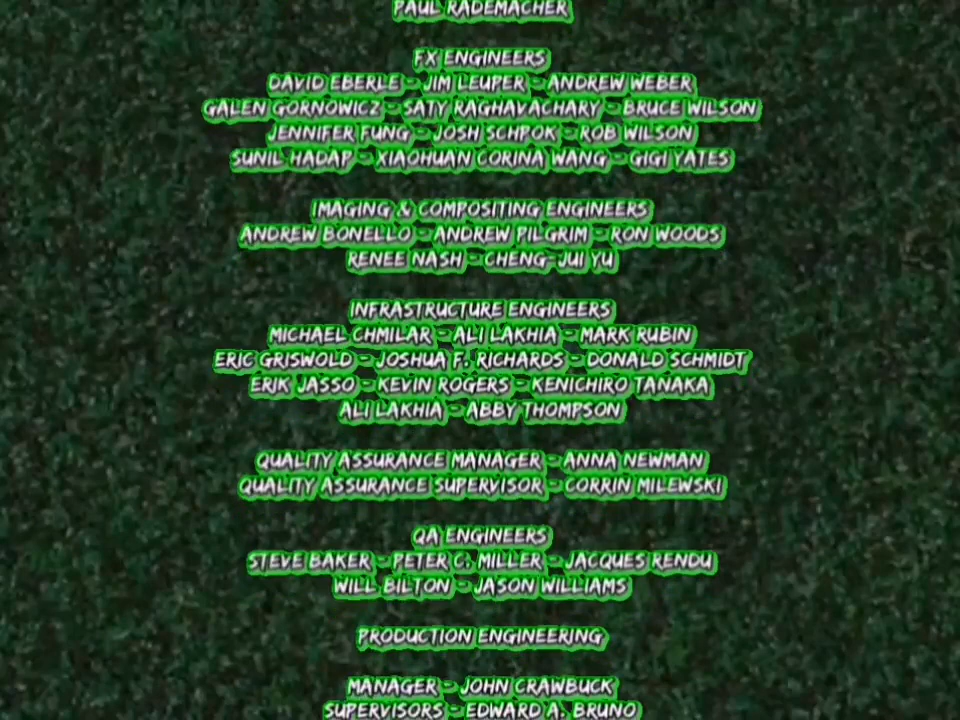 PAUL RADEMACHER
FX ENGINEERS
DAVID EBERLE - JIM LEUPER - ANDREW WEBER
GALEN GORNOWICZ - SATY RAGHAVACHARY - BRUCE WILSON
JENNIFER FUNG - JOSH SCHPOK - ROB WILSON
SUNIL HADAP - XIAOHUAN CORINA WANG - GIGI YATES
IMAGING & COMPOSITING ENGINEERS
ANDREW BONELLO - ANDREW PILGRIM - RON WOODS
RENEE NASH - CHENG-JUI YU
INFRASTRUCTURE ENGINEERS
MICHAEL CHMILAR - ALI LAKHIA - MARK RUBIN
ERIC GRISWOLD - JOSHUA F. RICHARDS - DONALD SCHMIDT
ERIK JASSO - KEVIN ROGERS - KENICHIRO TANAKA
ALI LAKHIA - ABBY THOMPSON
QUALITY ASSURANCE MANAGER - ANNA NEWMAN
QUALITY ASSURANCE SUPERVISOR - CORRIN MILEWSKI
QA ENGINEERS
STEVE BAKER - PETER C. MILLER - JACQUES RENDU
WILL BILTON - JASON WILLIAMS
PRODUCTION ENGINEERING
MANAGER - JOHN CRAWBUCK
SUPERVISORS - EDWARD A. BRUNO